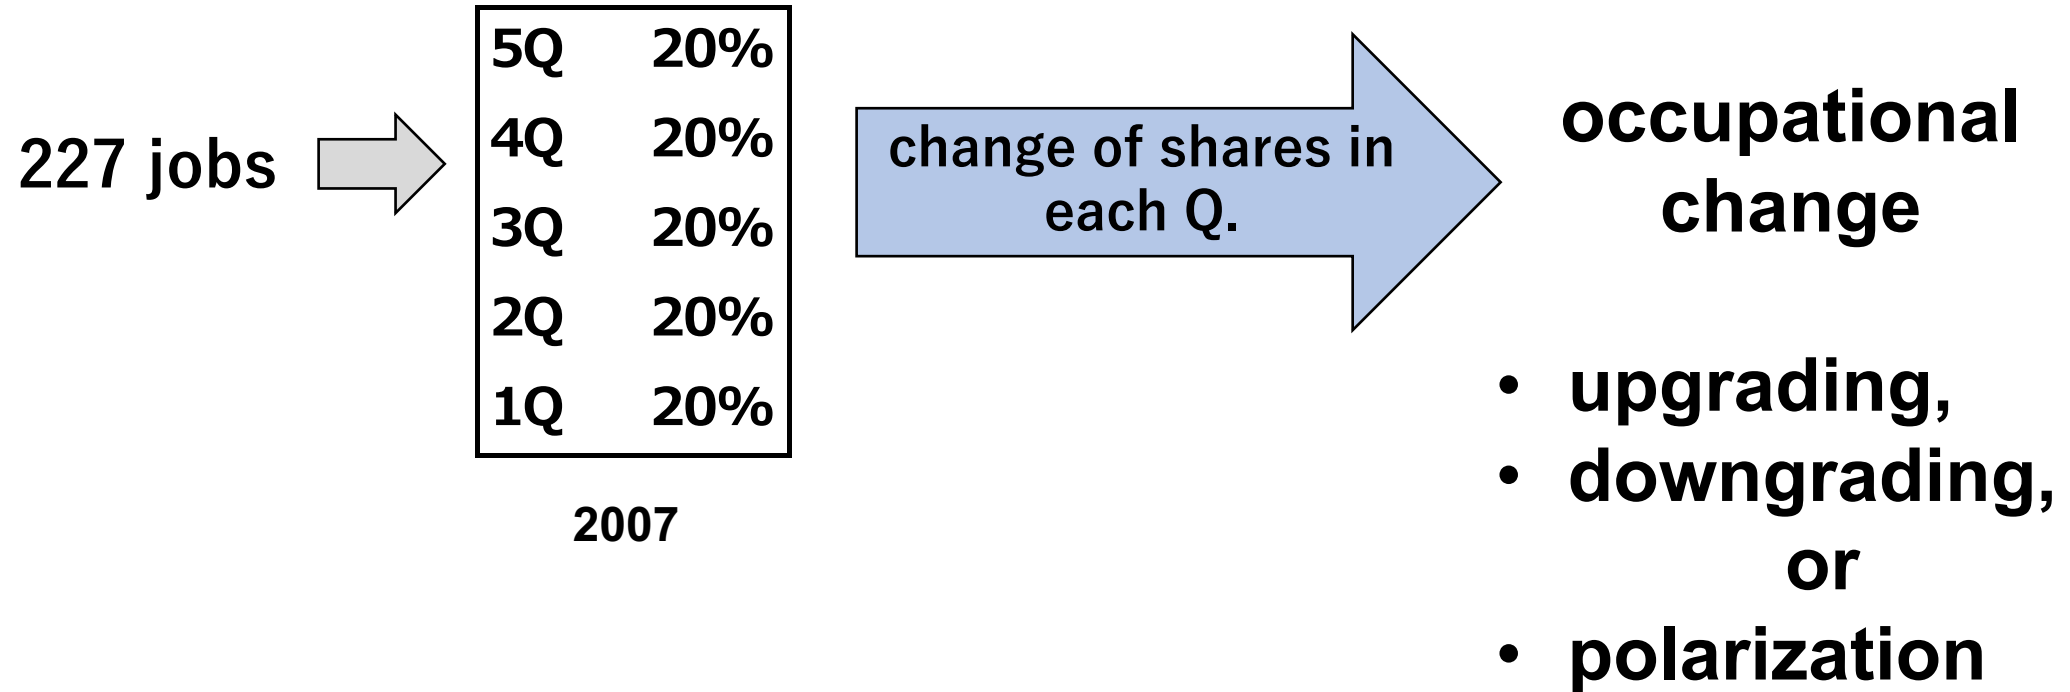 227 jobs
5Q 20%
4Q 20%
3Q 20%
2Q 20%
1Q 20%
2007
change of shares in
each Q.
occupational
change
• upgrading,
• downgrading,
or
• polarization